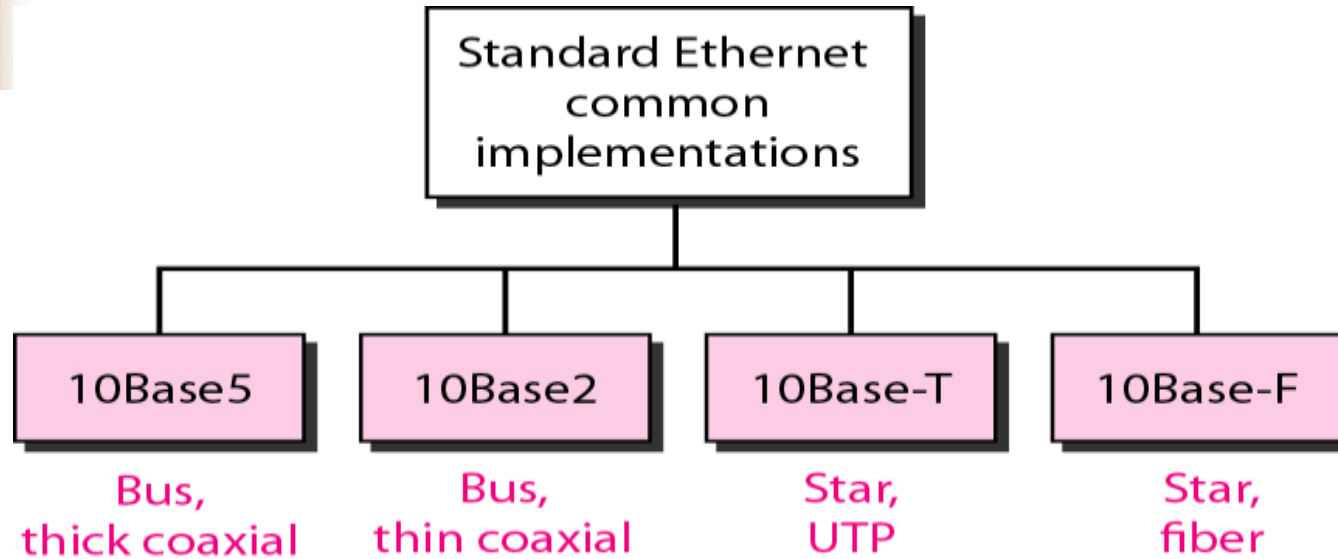 Standard Ethernet
common
implementations
10Base5
10Base2
10Base-T
10Base-F
Bus,
thick coaxial
Bus,
thin coaxial
Star,
UTP
Star,
fiber